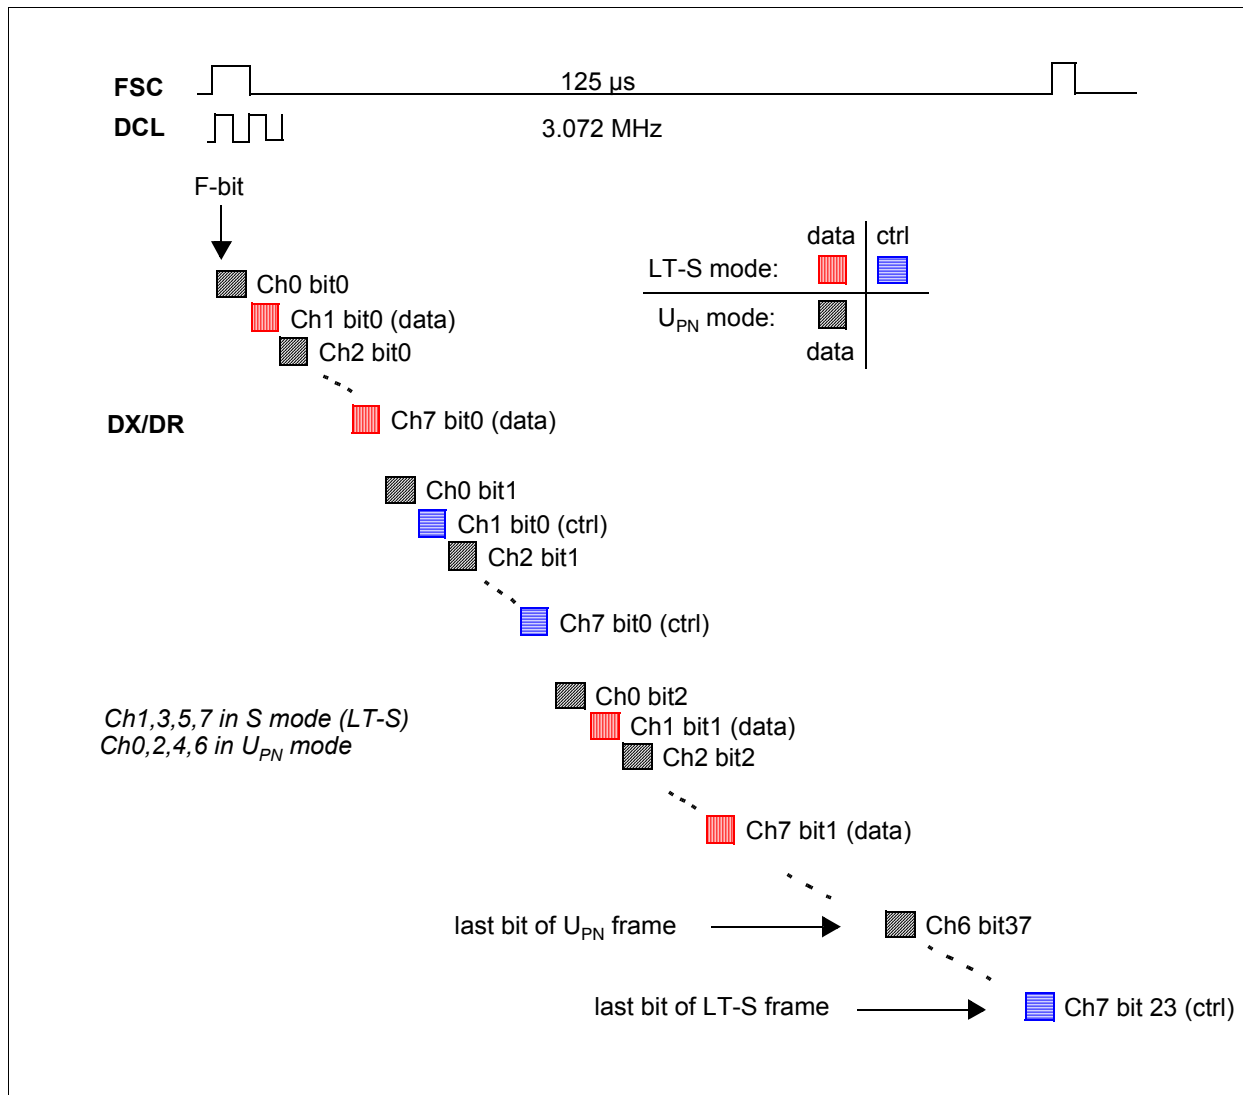 FSC
125 µs
DCL
3.072 MHz
F-bit
data ctrl
LT-S mode:
UPN mode:
data
Ch0 bit0
Ch1 bit0 (data)
Ch2 bit0
DX/DR
Ch7 bit0 (data)
Ch0 bit1
Ch1 bit0 (ctrl)
Ch2 bit1
Ch7 bit0 (ctrl)
Ch0 bit2
Ch1 bit1 (data)
Ch2 bit2
Ch1,3,5,7 in S mode (LT-S)
Ch0,2,4,6 in UPN mode
Ch7 bit1 (data)
last bit of UPN frame
Ch6 bit37
last bit of LT-S frame
Ch7 bit 23 (ctrl)